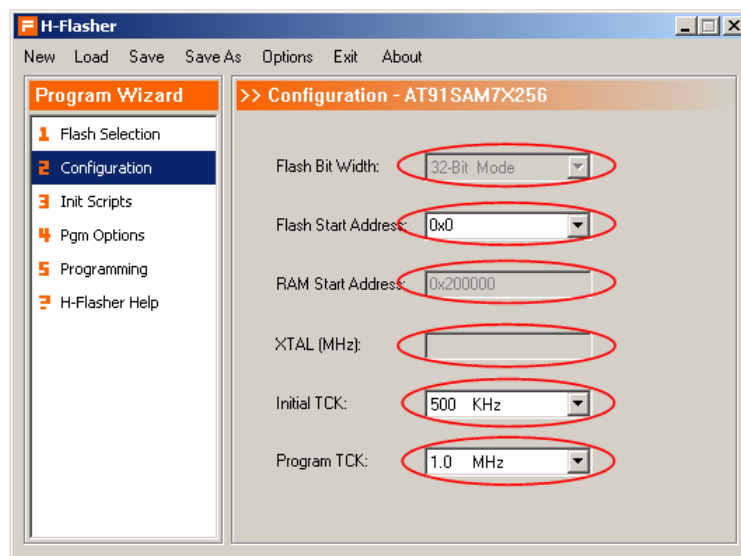 H-Flasher
New Load Save Save As Options Exit About
Program Wizard
1 Flash Selection
2 Configuration
3 Init Scripts
4 Pgm Options
5 Programming
? H-Flasher Help
>> Configuration - AT91SAM7X256
Flash Bit Width: 32-Bit Mode
Flash Start Address: 0x0
RAM Start Address: 0x200000
XTAL (MHz):
Initial TCK: 500 KHz
Program TCK: 1.0 MHz